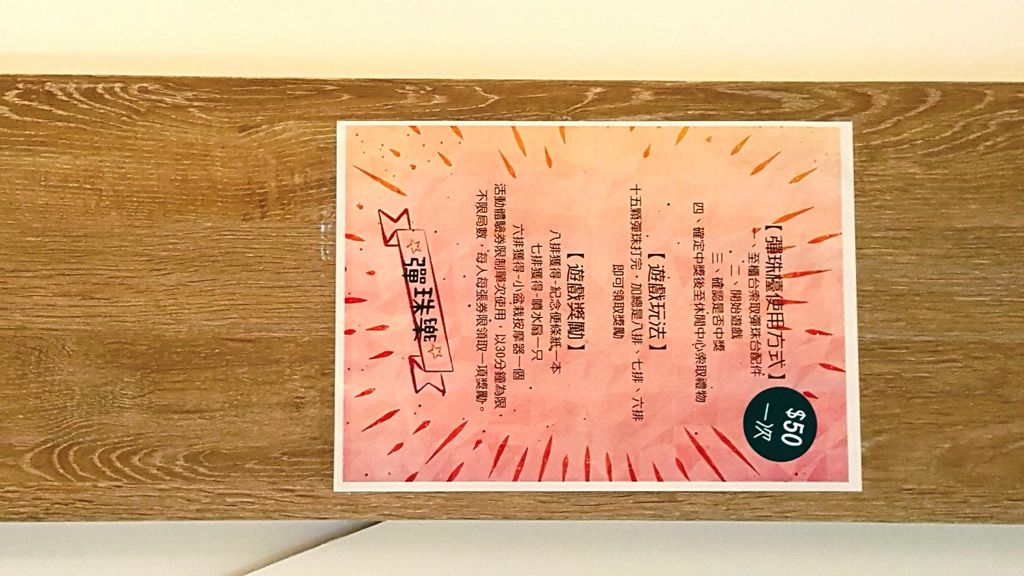 $50
一次
【彈珠檯使用方式】
一、至櫃台索取彈珠台配件
二、開始遊戲
三、確認是否中獎
四、確定中獎後至休閒中心索取禮物
【遊戲玩法】
十五顆彈珠打完，加總是八排、七排、六排
即可領取獎勵
【遊戲獎勵】
八排獲得-紀念便條紙一本
七排獲得-噴水扇一只
六排獲得-小盆栽按摩器一個
活動體驗券限制單次使用，以30分鐘為限，
不限局數，每人每張券限領取一項獎勵。
彈珠樂